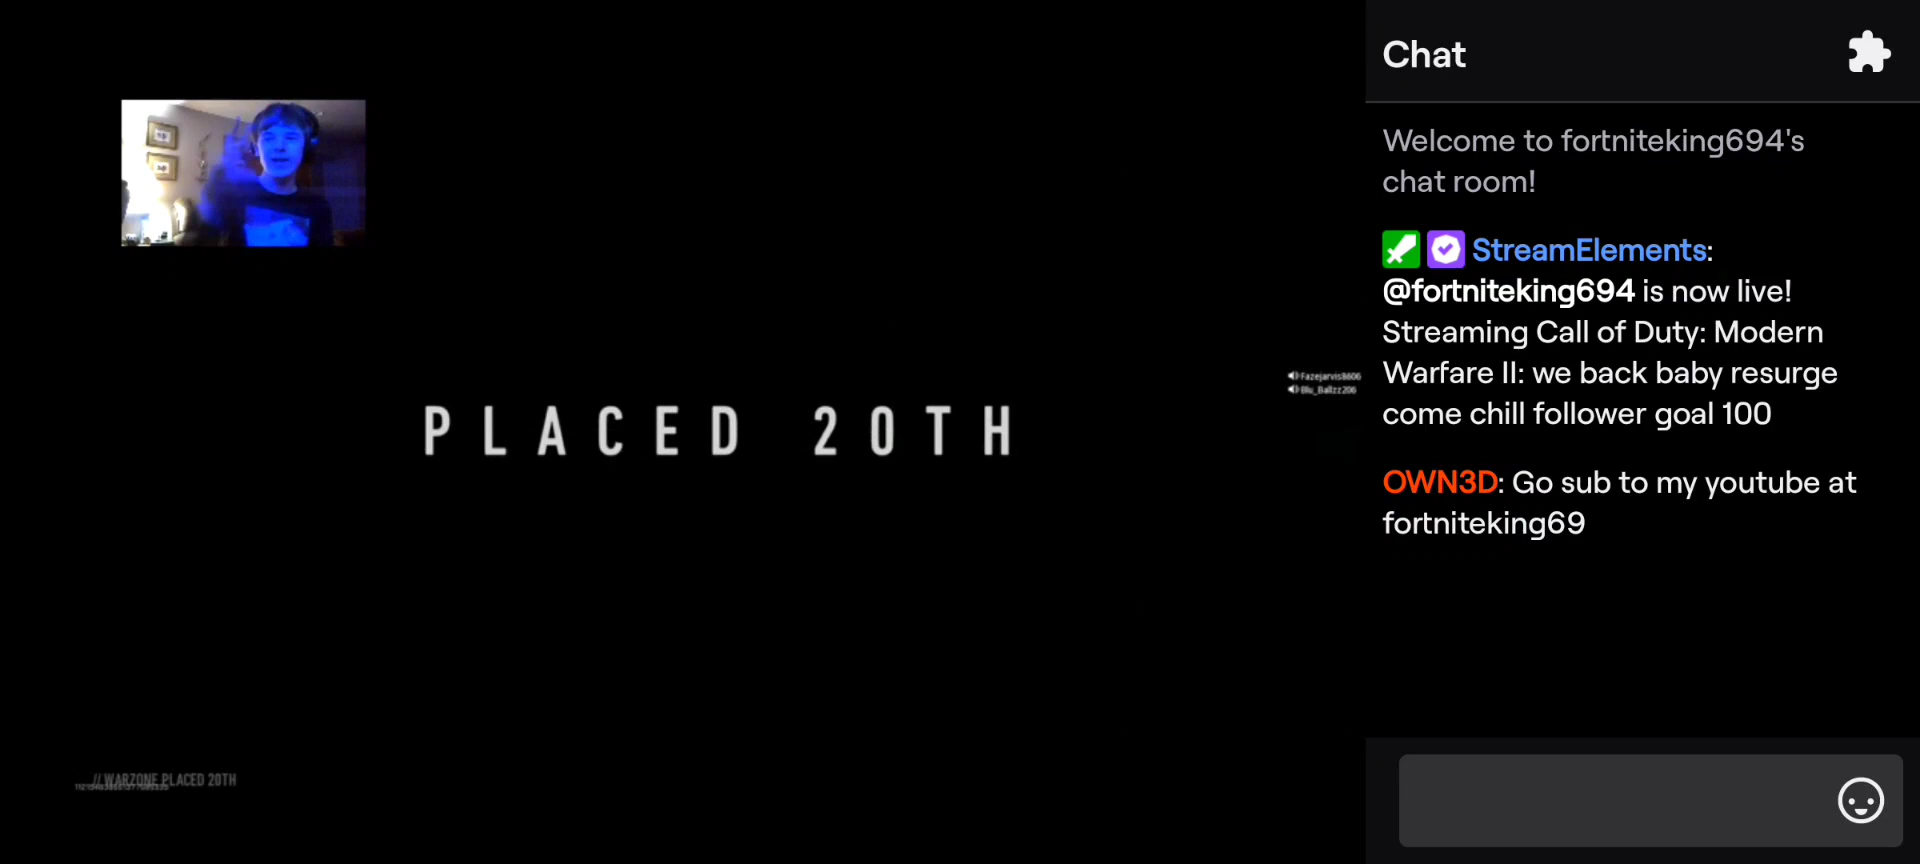 PLACED 20TH
Fazejarvis8606
Blu_Ballzz206
// WARZONE PLACED 20TH
Chat
Welcome to fortniteking694's
chat room!
StreamElements:
@fortniteking694 is now live!
Streaming Call of Duty: Modern
Warfare II: we back baby resurge
come chill follower goal 100
OWN3D: Go sub to my youtube at
fortniteking69